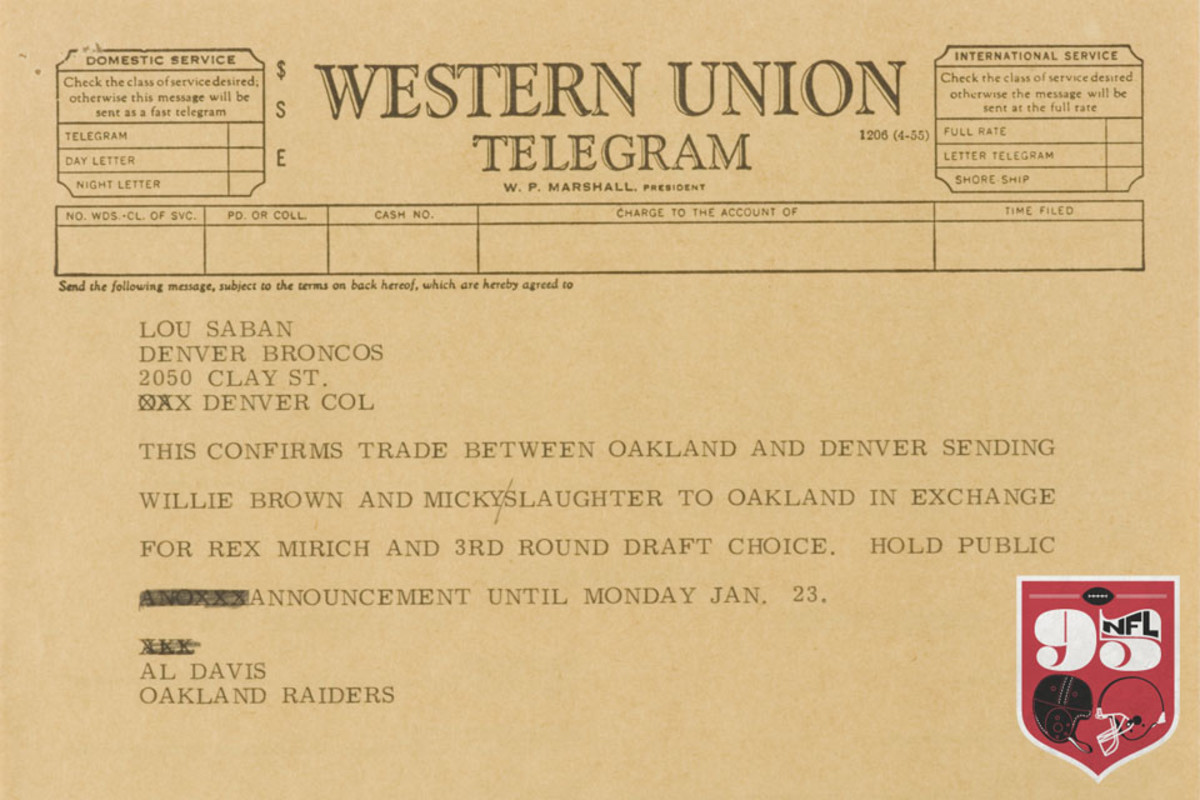 DOMESTIC SERVICE
Check the class of service desired;
otherwise this message will be
sent as a fast telegram
TELEGRAM
DAY LETTER
NIGHT LETTER
$
S
E
WESTERN UNION
TELEGRAM
1206 (4-55)
W. P. MARSHALL, PRESIDENT
INTERNATIONAL SERVICE
Check the class of service desired
otherwise the message will be
sent at the full rate
FULL RATE
LETTER TELEGRAM
SHORE SHIP
NO. WDS.-CL. OF SVC. PD. OR COLL. CASH NO. CHARGE TO THE ACCOUNT OF TIME FILED
Send the following message, subject to the terms on back hereof, which are hereby agreed to
LOU SABAN
DENVER BRONCOS
2050 CLAY ST.
DENVER COL
THIS CONFIRMS TRADE BETWEEN OAKLAND AND DENVER SENDING
WILLIE BROWN AND MICKY/SLAUGHTER TO OAKLAND IN EXCHANGE
FOR REX MIRICH AND 3RD ROUND DRAFT CHOICE. HOLD PUBLIC
ANOXXXANNOUNCEMENT UNTIL MONDAY JAN. 23.
XKX
AL DAVIS
OAKLAND RAIDERS
95
NFL